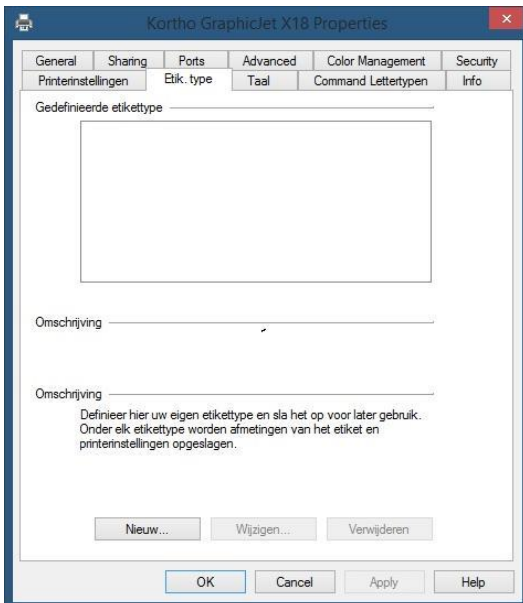 Kortho GraphicJet X18 Properties
General Sharing Ports Advanced Color Management Security
Printerinstellingen Etik. type Taal Command Lettertypen Info
Gedefinieerde etikettype
Omschrijving
Omschrijving
Definieer hier uw eigen etikettype en sla het op voor later gebruik.
Onder elk etikettype worden afmetingen van het etiket en
printerinstellingen opgeslagen.
Nieuw... Wijzigen... Verwijderen
OK Cancel Apply Help